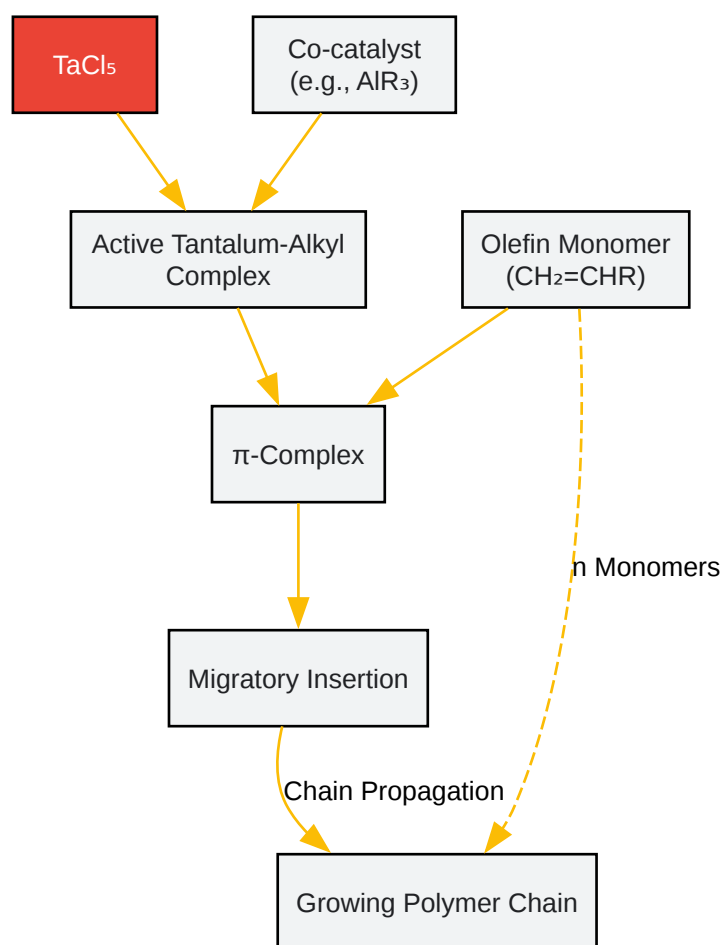 TaCl₅
Co-catalyst
(e.g., AlR₃)
Active Tantalum-Alkyl
Complex
Olefin Monomer
(CH₂=CHR)
π-Complex
n Monomers
Migratory Insertion
Chain Propagation
Growing Polymer Chain